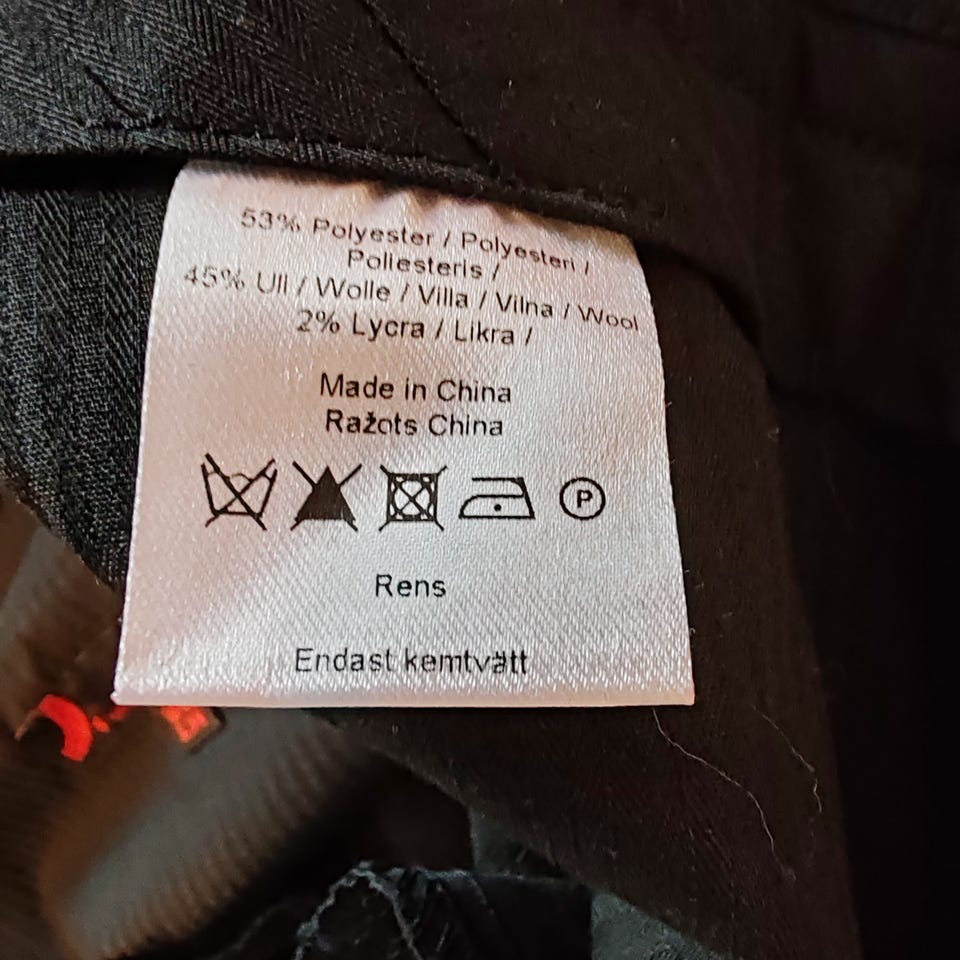 53% Polyester / Polyesteri /
Poliesteris /
45% Ull / Wolle / Villa / Vilna / Wool
2% Lycra / Likra /
Made in China
Ražots China
P
Rens
Endast kemtvätt